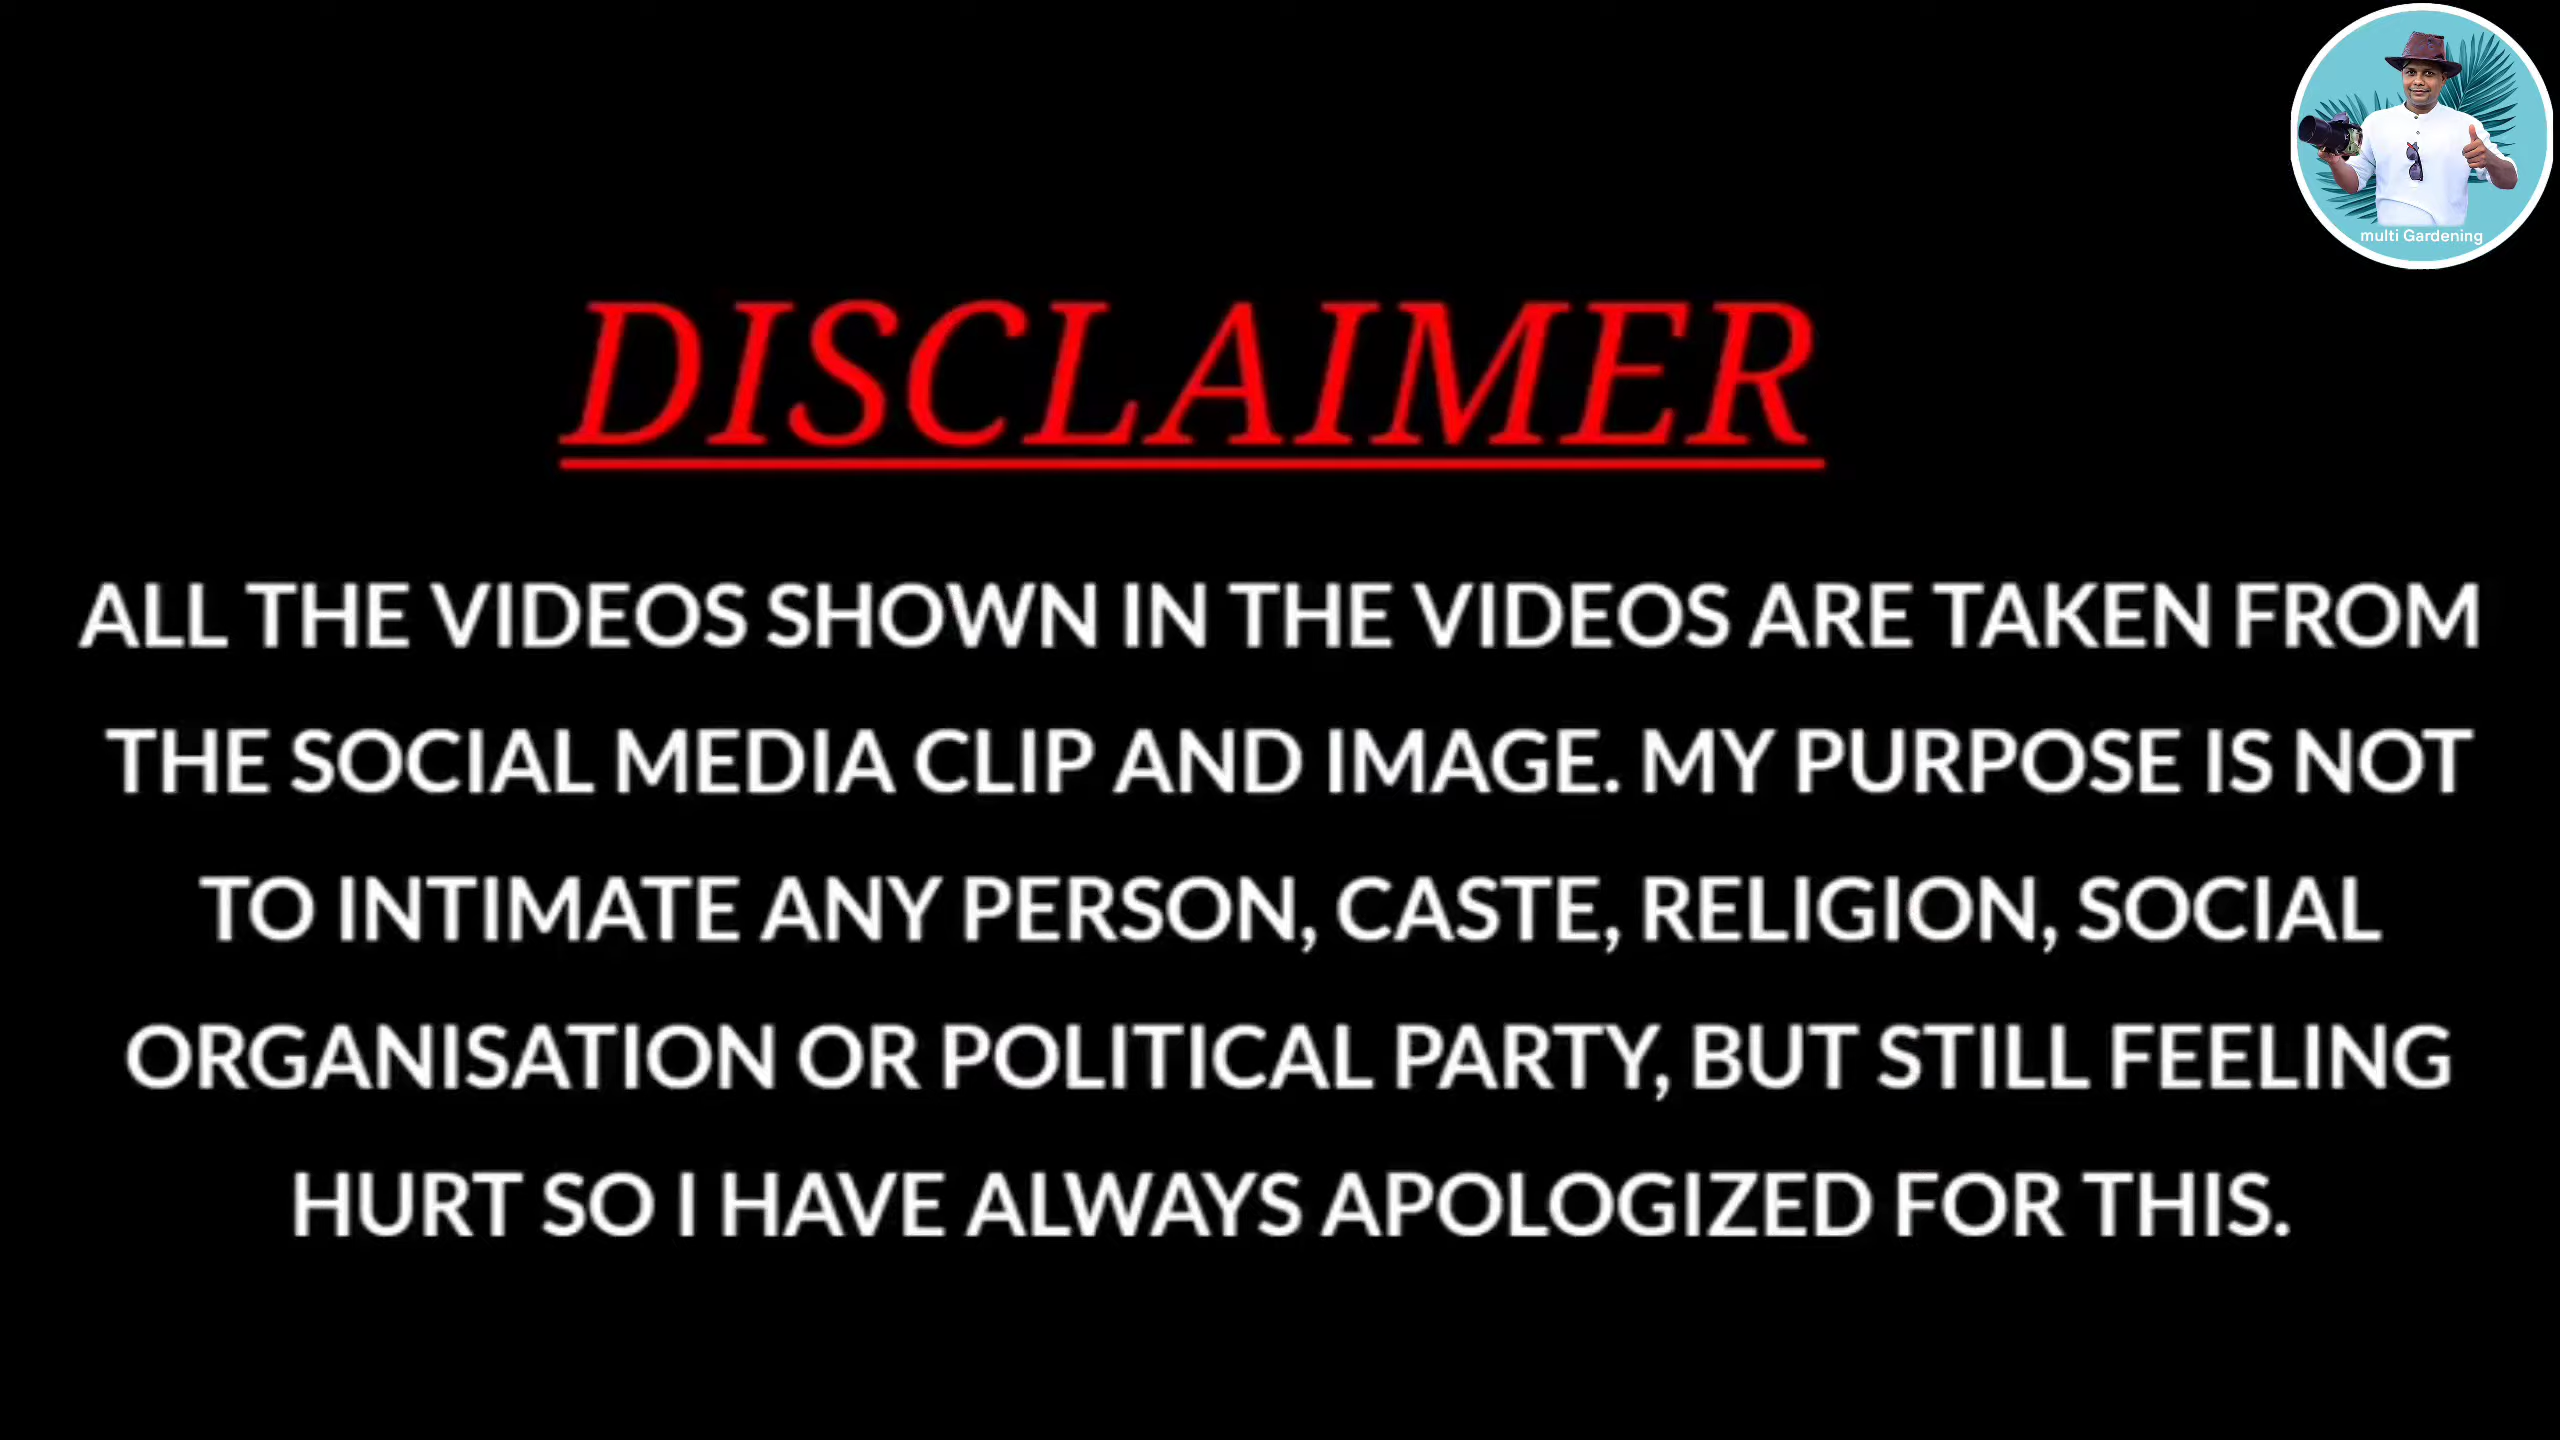 multi Gardening
DISCLAIMER
ALL THE VIDEOS SHOWN IN THE VIDEOS ARE TAKEN FROM
THE SOCIAL MEDIA CLIP AND IMAGE. MY PURPOSE IS NOT
TO INTIMATE ANY PERSON, CASTE, RELIGION, SOCIAL
ORGANISATION OR POLITICAL PARTY, BUT STILL FEELING
HURT SO I HAVE ALWAYS APOLOGIZED FOR THIS.